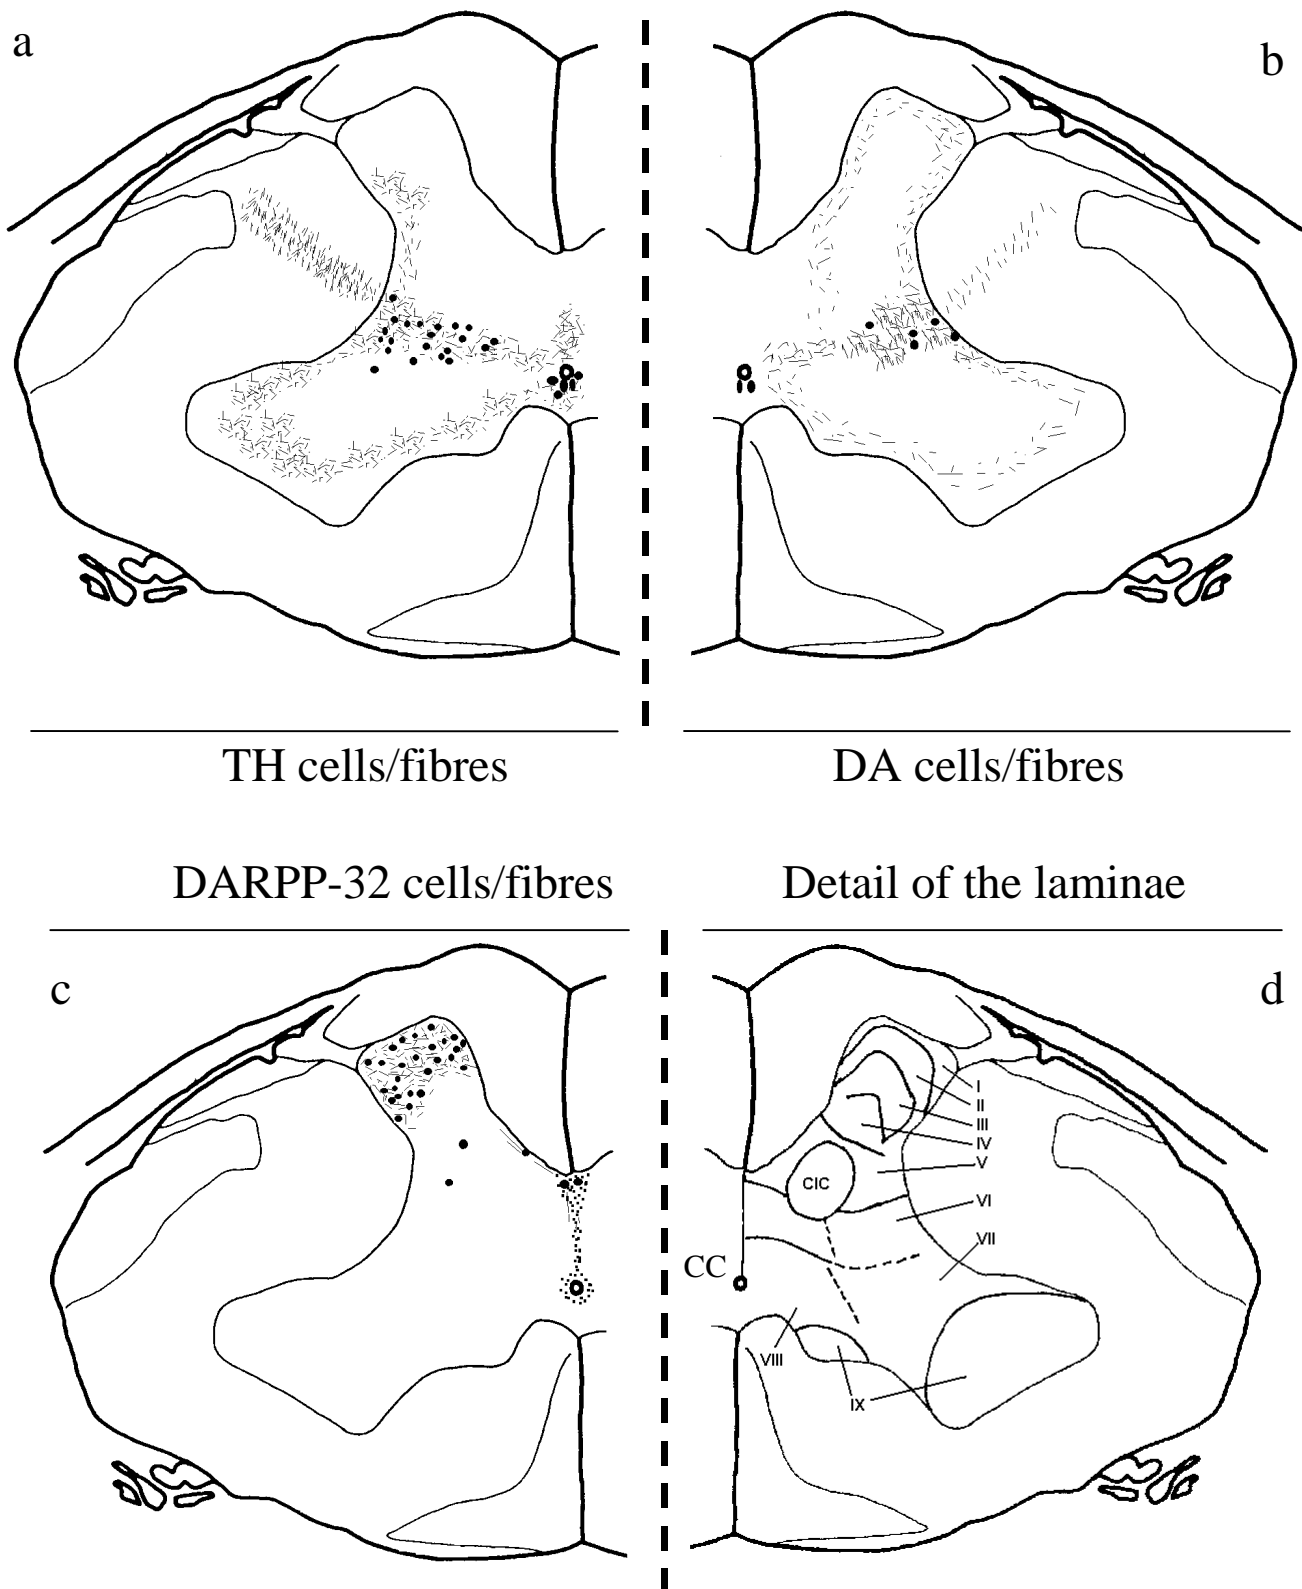 a
b
TH cells/fibres
DA cells/fibres
DARPP-32 cells/fibres
Detail of the laminae
c
d
I
II
III
IV
V
CIC
VI
VII
CC
VIII
IX